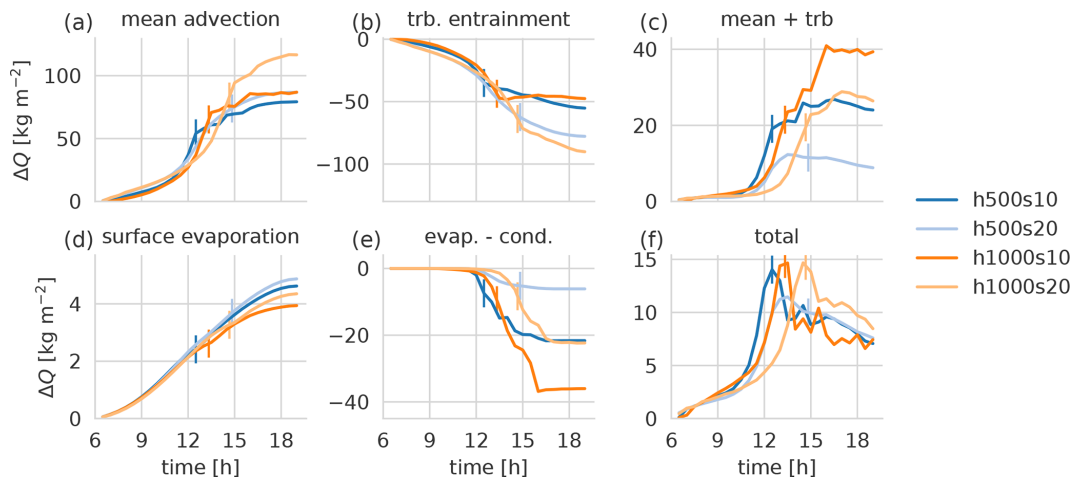 (a) mean advection
(b) trb. entrainment
(c) mean + trb
ΔQ [kg m⁻²]
100
50
0
0
−50
−100
40
20
0
(d) surface evaporation
(e) evap. - cond.
(f) total
ΔQ [kg m⁻²]
4
2
0
0
−20
−40
15
10
5
0
6 9 12 15 18
6 9 12 15 18
6 9 12 15 18
time [h]
time [h]
time [h]
h500s10
h500s20
h1000s10
h1000s20